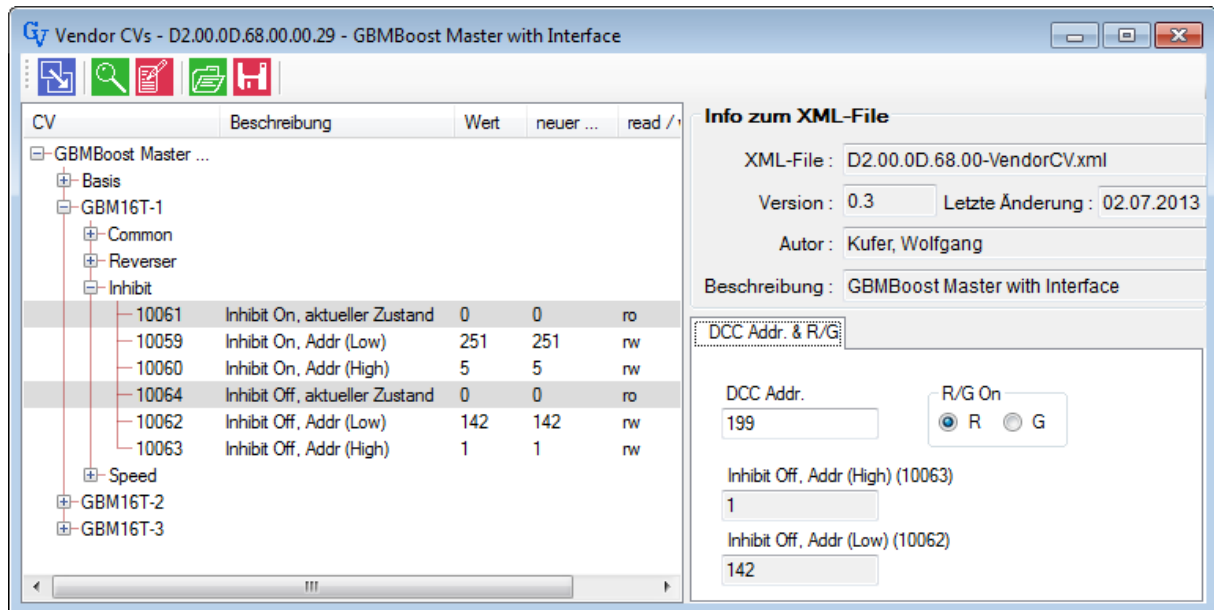 Vendor CVs - D2.00.0D.68.00.00.29 - GBMBoost Master with Interface
CV Beschreibung Wert neuer ... read /
GBMBoost Master ...
Basis
GBM16T-1
Common
Reverser
Inhibit
10061 Inhibit On, aktueller Zustand 0 0 ro
10059 Inhibit On, Addr (Low) 251 251 rw
10060 Inhibit On, Addr (High) 5 5 rw
10064 Inhibit Off, aktueller Zustand 0 0 ro
10062 Inhibit Off, Addr (Low) 142 142 rw
10063 Inhibit Off, Addr (High) 1 1 rw
Speed
GBM16T-2
GBM16T-3
Info zum XML-File
XML-File : D2.00.0D.68.00-VendorCV.xml
Version : 0.3 Letzte Änderung : 02.07.2013
Autor : Kufer, Wolfgang
Beschreibung : GBMBoost Master with Interface
DCC Addr. & R/G
DCC Addr. R/G On
199 R G
Inhibit Off, Addr (High) (10063)
1
Inhibit Off, Addr (Low) (10062)
142